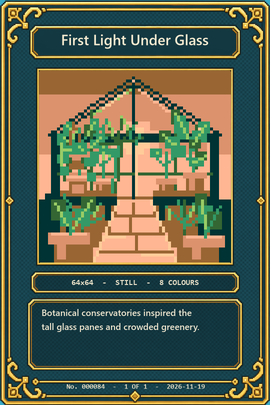 First Light Under Glass
64x64 - STILL - 8 COLOURS
Botanical conservatories inspired the
tall glass panes and crowded greenery.
No. 000084 - 1 OF 1 - 2026-11-19